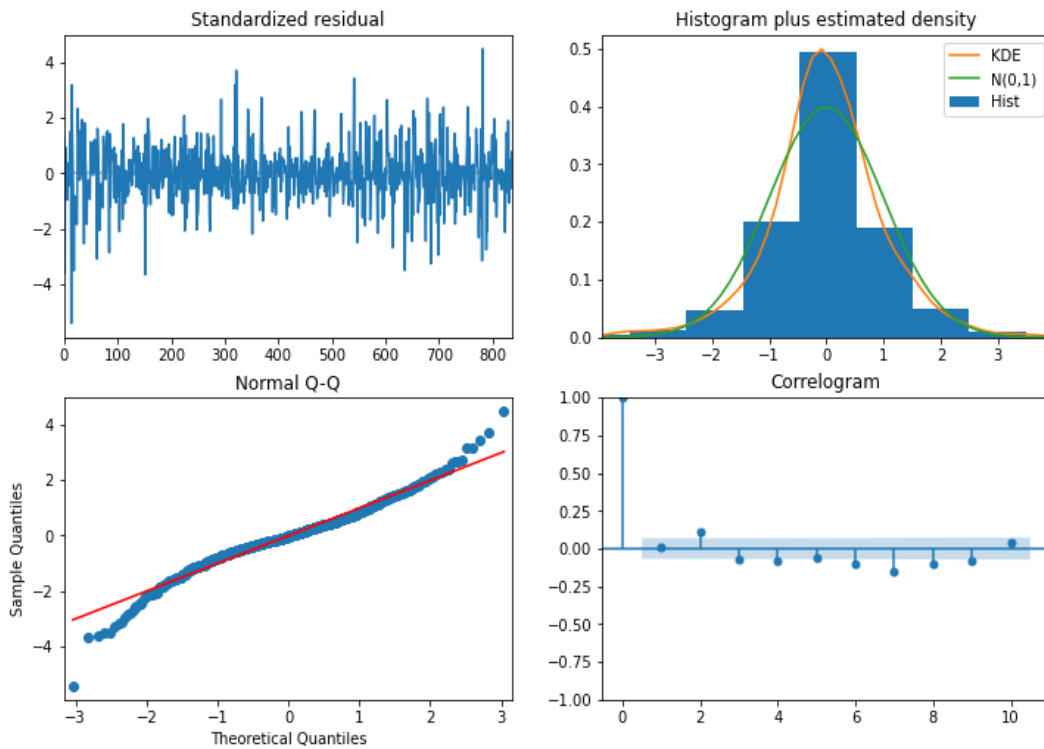 Standardized residual
4
2
0
−2
−4
0 100 200 300 400 500 600 700 800
Histogram plus estimated density
0.5
0.4
0.3
0.2
0.1
0.0
−3 −2 −1 0 1 2 3
KDE
N(0,1)
Hist
Normal Q-Q
Sample Quantiles
4
2
0
−2
−4
−3 −2 −1 0 1 2 3
Theoretical Quantiles
Correlogram
1.00
0.75
0.50
0.25
0.00
−0.25
−0.50
−0.75
−1.00
0 2 4 6 8 10